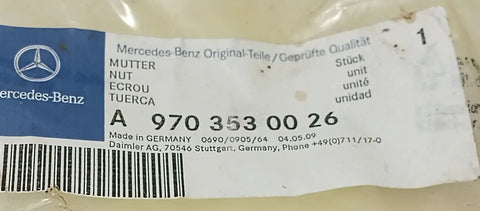 Mercedes-Benz Original-Teile/Geprüfte Qualität
MUTTER Stück 1
NUT unit
ECROU unité
TUERCA unidad
ercedes-Benz
A 970 353 00 26
Made in GERMANY 0690/0905/64 04.05.09
Daimler AG, 70546 Stuttgart, Germany, Phone +49(0)711/17-0